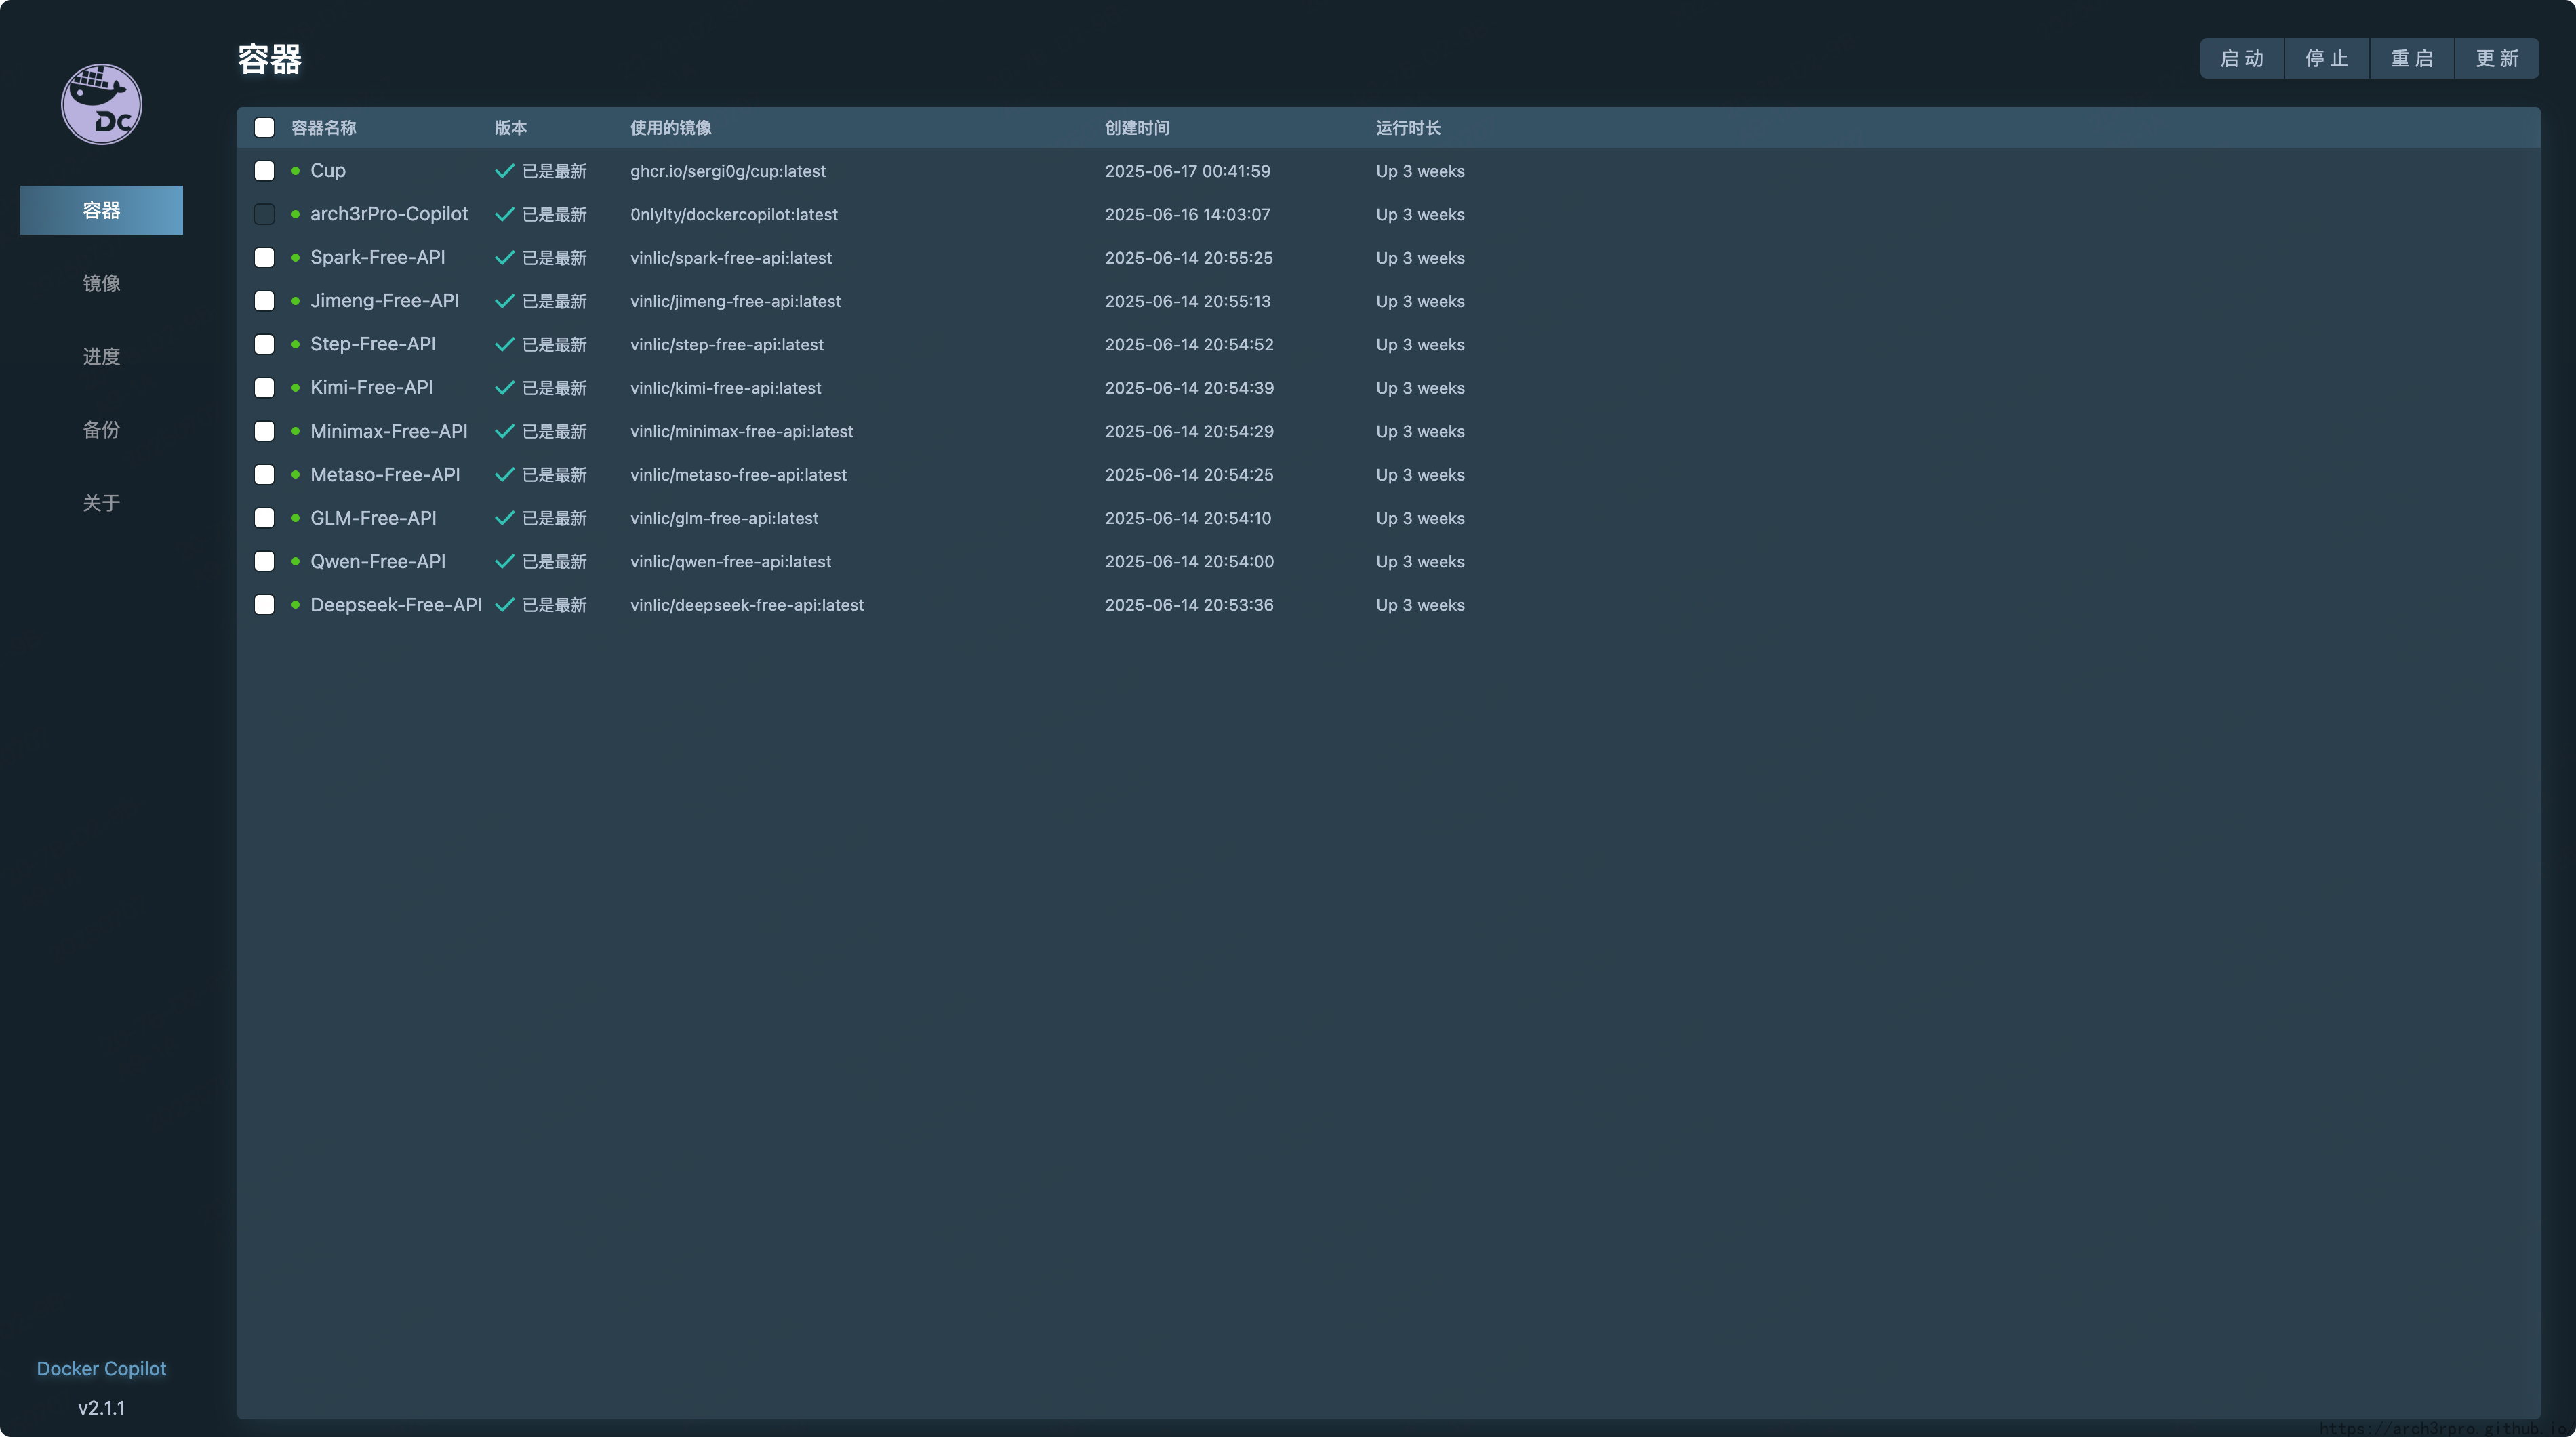 容器
启动 停止 重启 更新
DC
容器
镜像
进度
备份
关于
容器名称 版本 使用的镜像 创建时间 运行时长
Cup 已是最新 ghcr.io/sergi0g/cup:latest 2025-06-17 00:41:59 Up 3 weeks
arch3rPro-Copilot 已是最新 0nlylty/dockercopilot:latest 2025-06-16 14:03:07 Up 3 weeks
Spark-Free-API 已是最新 vinlic/spark-free-api:latest 2025-06-14 20:55:25 Up 3 weeks
Jimeng-Free-API 已是最新 vinlic/jimeng-free-api:latest 2025-06-14 20:55:13 Up 3 weeks
Step-Free-API 已是最新 vinlic/step-free-api:latest 2025-06-14 20:54:52 Up 3 weeks
Kimi-Free-API 已是最新 vinlic/kimi-free-api:latest 2025-06-14 20:54:39 Up 3 weeks
Minimax-Free-API 已是最新 vinlic/minimax-free-api:latest 2025-06-14 20:54:29 Up 3 weeks
Metaso-Free-API 已是最新 vinlic/metaso-free-api:latest 2025-06-14 20:54:25 Up 3 weeks
GLM-Free-API 已是最新 vinlic/glm-free-api:latest 2025-06-14 20:54:10 Up 3 weeks
Qwen-Free-API 已是最新 vinlic/qwen-free-api:latest 2025-06-14 20:54:00 Up 3 weeks
Deepseek-Free-API 已是最新 vinlic/deepseek-free-api:latest 2025-06-14 20:53:36 Up 3 weeks
Docker Copilot
v2.1.1
https://arch3rpro.github.io/